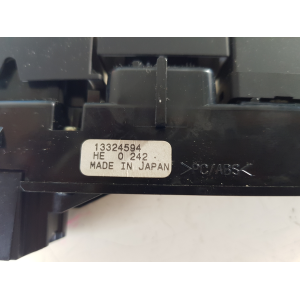 13324594
HE 0 242
MADE IN JAPAN
>PC/ABS<